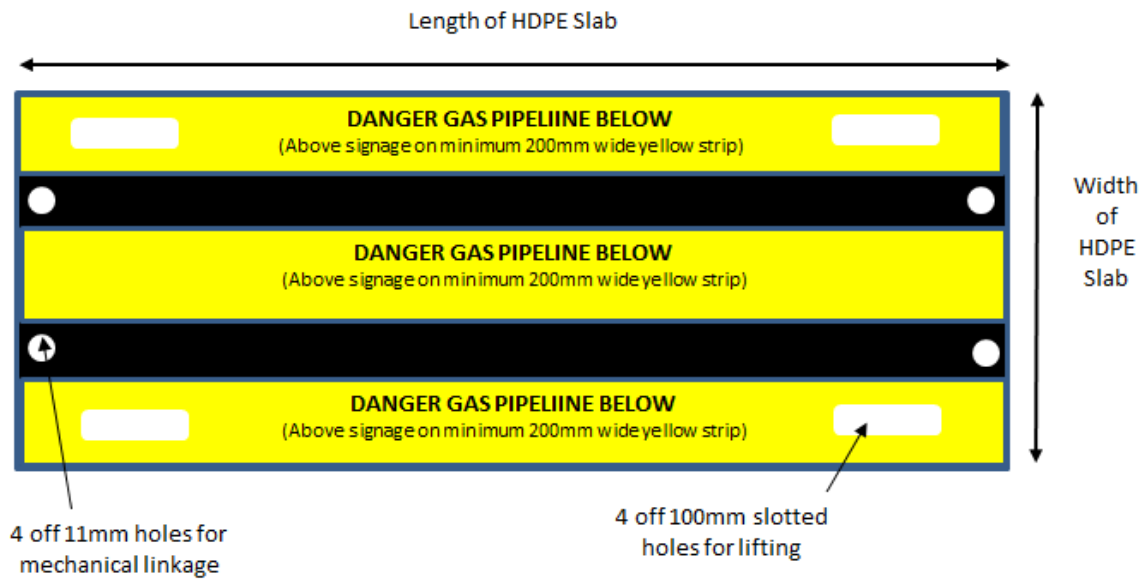 Length of HDPE Slab
DANGER GAS PIPELIINE BELOW
(Above signage on minimum 200mm wide yellow strip)
DANGER GAS PIPELINE BELOW
(Above signage on minimum 200mm wide yellow strip)
DANGER GAS PIPELIINE BELOW
(Above signage on minimum 200mm wide yellow strip)
Width
of
HDPE
Slab
4 off 11mm holes for
mechanical linkage
4 off 100mm slotted
holes for lifting